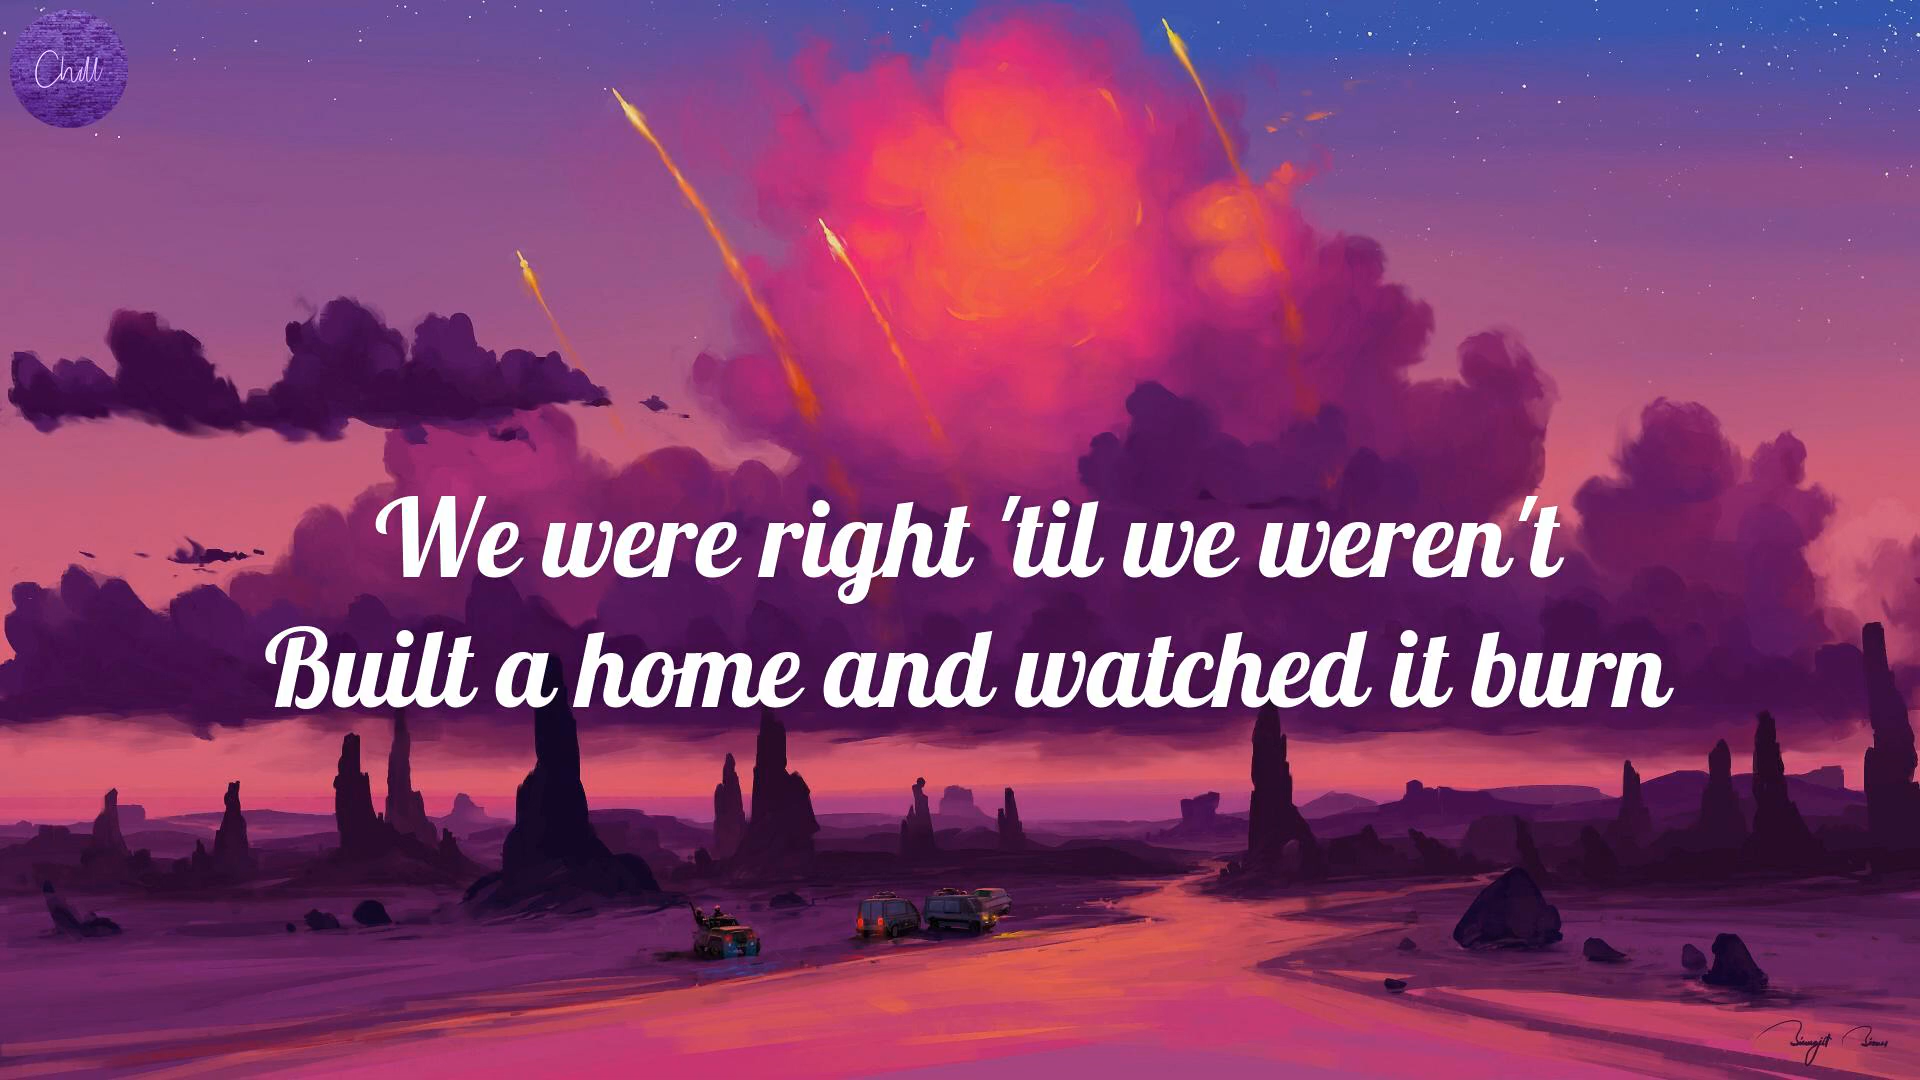 Chill
We were right 'til we weren't
Built a home and watched it burn